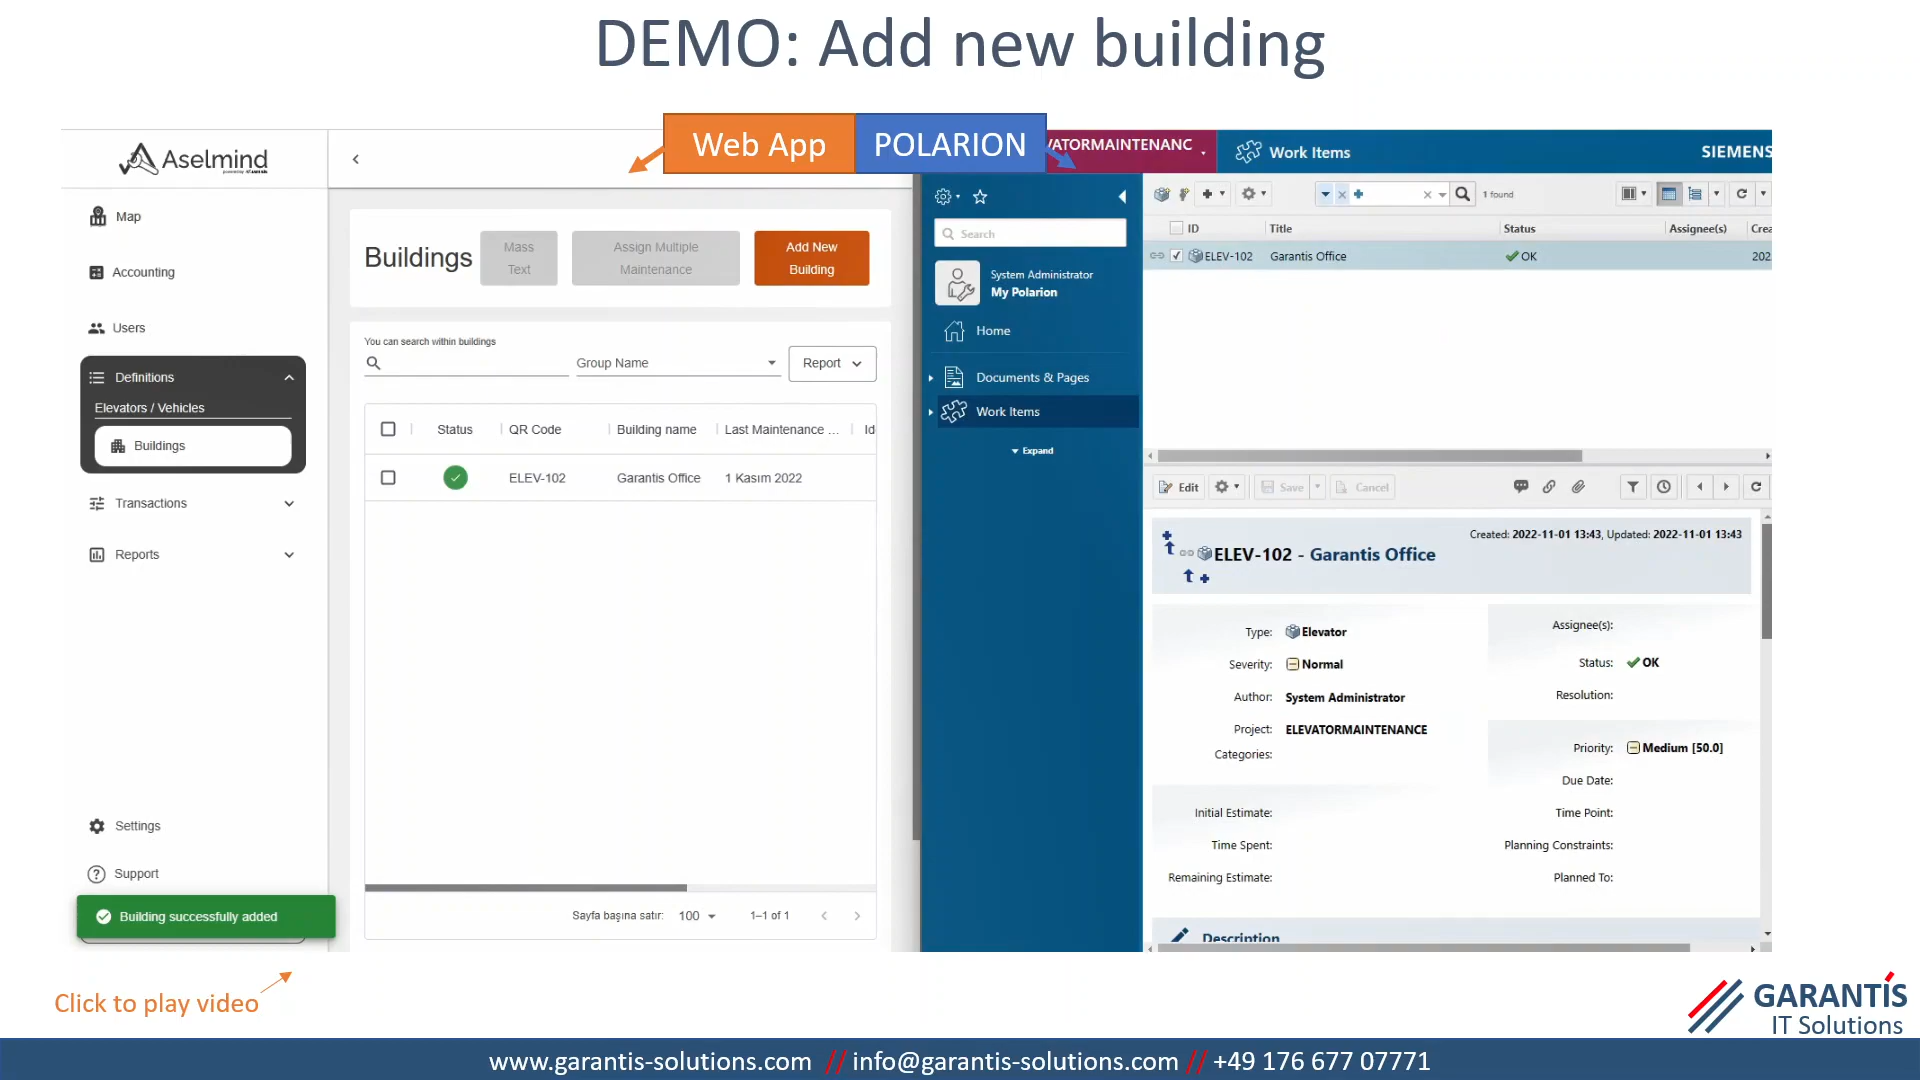 DEMO: Add new building
Web App
POLARION
Aselmind
Map
Accounting
Users
Definitions
Elevators / Vehicles
Buildings
Transactions
Reports
Settings
Support
Building successfully added
Buildings
Mass
Text
Assign Multiple
Maintenance
Add New
Building
You can search within buildings
Group Name
Report
Status QR Code Building name Last Maintenance ... Id
ELEV-102 Garantis Office 1 Kasım 2022
Sayfa başına satır: 100 1–1 of 1
VATORMAINTENANC
Work Items
SIEMENS
Search
System Administrator
My Polarion
Home
Documents & Pages
Work Items
Expand
1 found
ID Title Status Assignee(s) Crea
ELEV-102 Garantis Office OK 202
Edit Save Cancel
Created: 2022-11-01 13:43, Updated: 2022-11-01 13:43
ELEV-102 - Garantis Office
Type: Elevator
Severity: Normal
Author: System Administrator
Project: ELEVATORMAINTENANCE
Categories:
Initial Estimate:
Time Spent:
Remaining Estimate:
Assignee(s):
Status: OK
Resolution:
Priority: Medium [50.0]
Due Date:
Time Point:
Planning Constraints:
Planned To:
Description
Click to play video
GARANTİS
IT Solutions
www.garantis-solutions.com // info@garantis-solutions.com // +49 176 677 07771